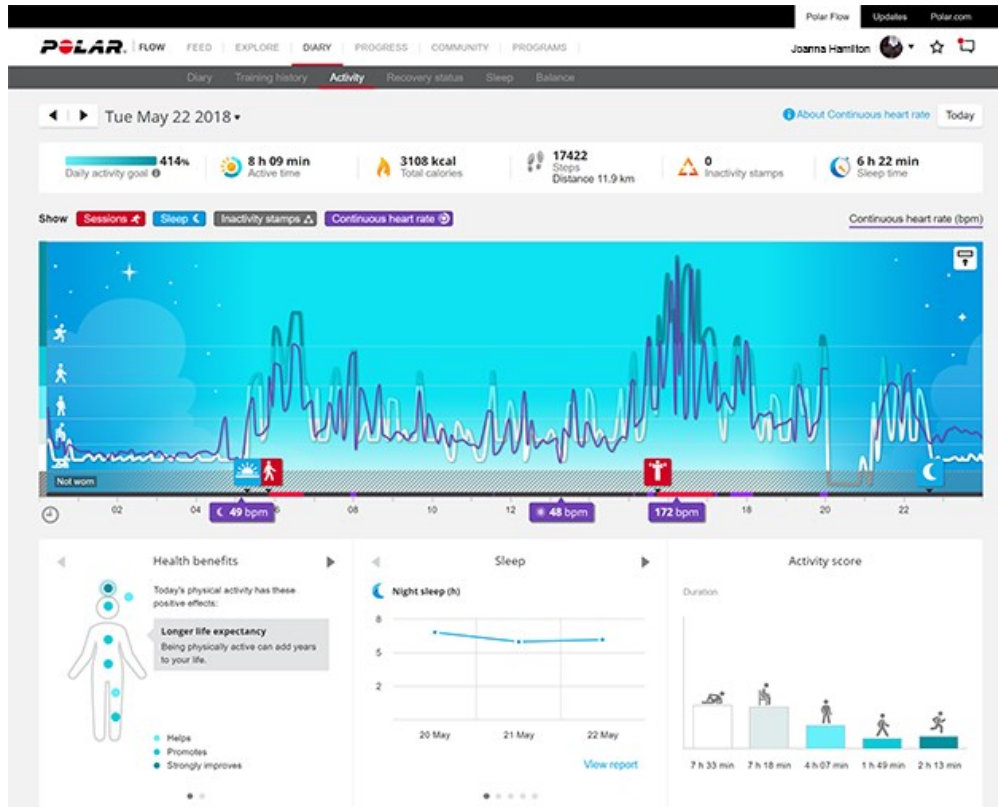 Polar Flow Updates Polar.com
POLAR. FLOW FEED EXPLORE DIARY PROGRESS COMMUNITY PROGRAMS Joanna Hamilton
Diary Training history Activity Recovery status Sleep Balance
Tue May 22 2018 About Continuous heart rate Today
414% Daily activity goal
8 h 09 min Active time
3108 kcal Total calories
17422 Steps
Distance 11.9 km
0 Inactivity stamps
6 h 22 min Sleep time
Show Sessions Sleep Inactivity stamps Continuous heart rate Continuous heart rate (bpm)
Not worn
02 04 6 08 10 12 18 20 22
49 bpm 48 bpm 172 bpm
Health benefits
Today's physical activity has these
positive effects:
Longer life expectancy
Being physically active can add years
to your life.
Helps
Promotes
Strongly improves
Sleep
Night sleep (h)
8
5
2
20 May 21 May 22 May
View report
Activity score
Duration
7 h 33 min 7 h 18 min 4 h 07 min 1 h 49 min 2 h 13 min